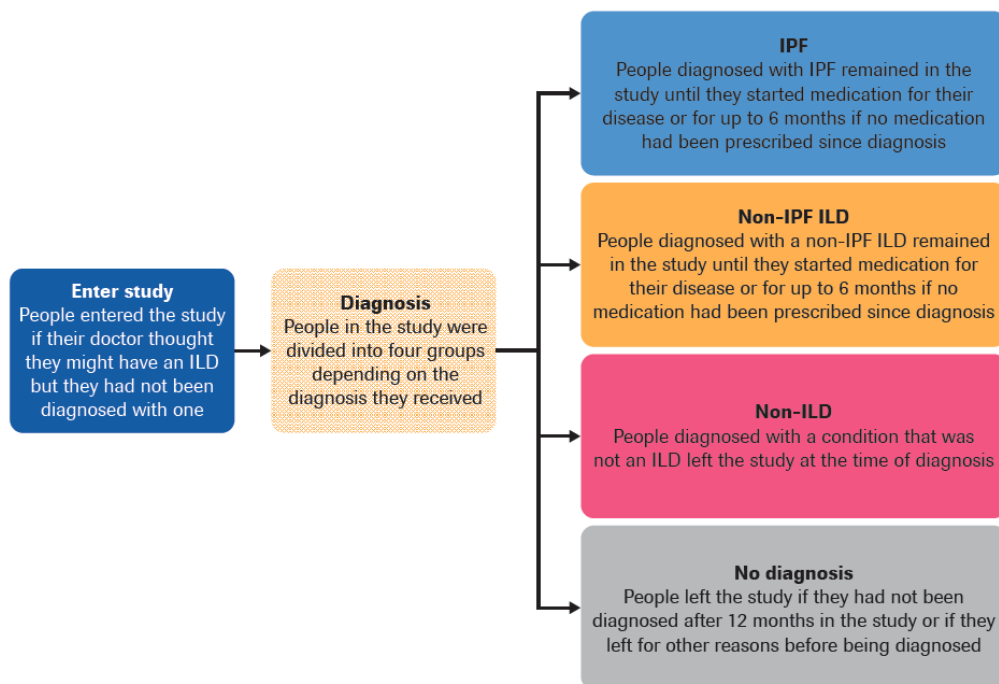 Enter study
People entered the study
if their doctor thought
they might have an ILD
but they had not been
diagnosed with one
Diagnosis
People in the study were
divided into four groups
depending on the
diagnosis they received
IPF
People diagnosed with IPF remained in the
study until they started medication for their
disease or for up to 6 months if no medication
had been prescribed since diagnosis
Non-IPF ILD
People diagnosed with a non-IPF ILD remained
in the study until they started medication for
their disease or for up to 6 months if no
medication had been prescribed since diagnosis
Non-ILD
People diagnosed with a condition that was
not an ILD left the study at the time of diagnosis
No diagnosis
People left the study if they had not been
diagnosed after 12 months in the study or if they
left for other reasons before being diagnosed